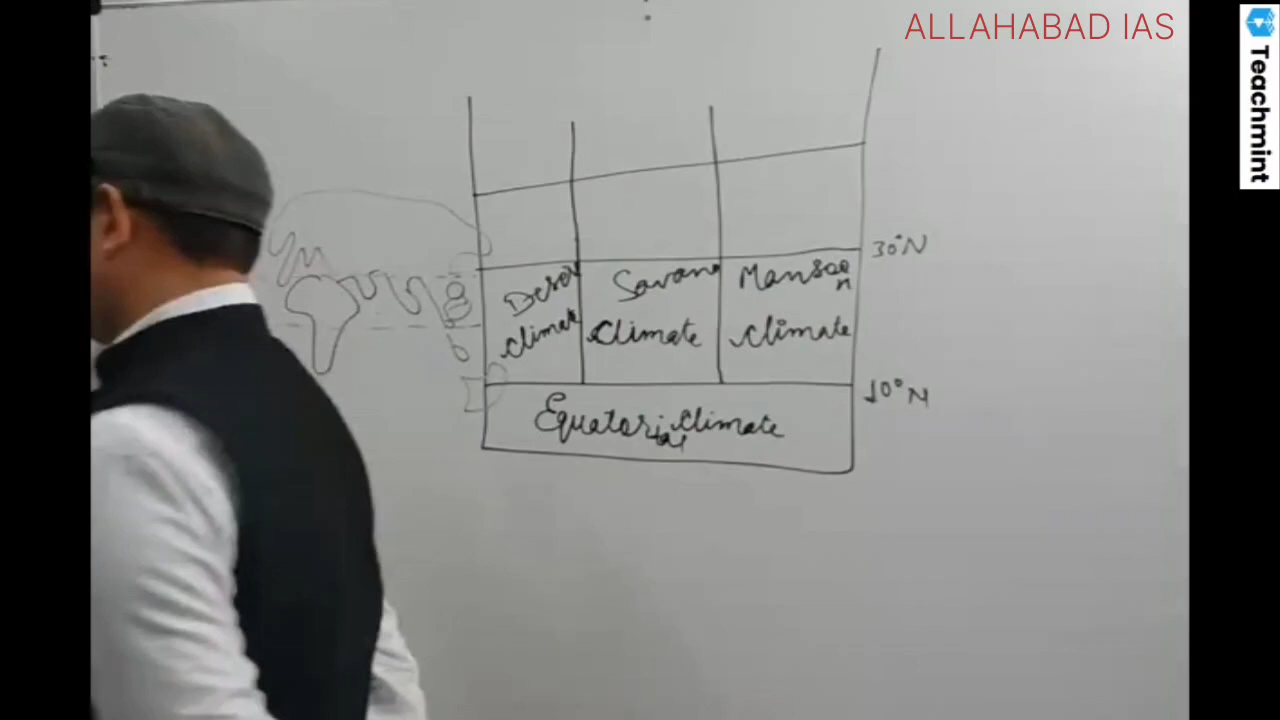 ALLAHABAD IAS
Teachmint
30°N
Desert Savana Mansoon
climate Climate climate
10°N
Equatorial climate